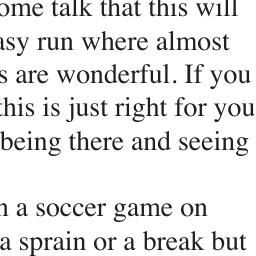 ome talk that this will
asy run where almost
s are wonderful. If you
this is just right for you
being there and seeing
a soccer game on
a sprain or a break but